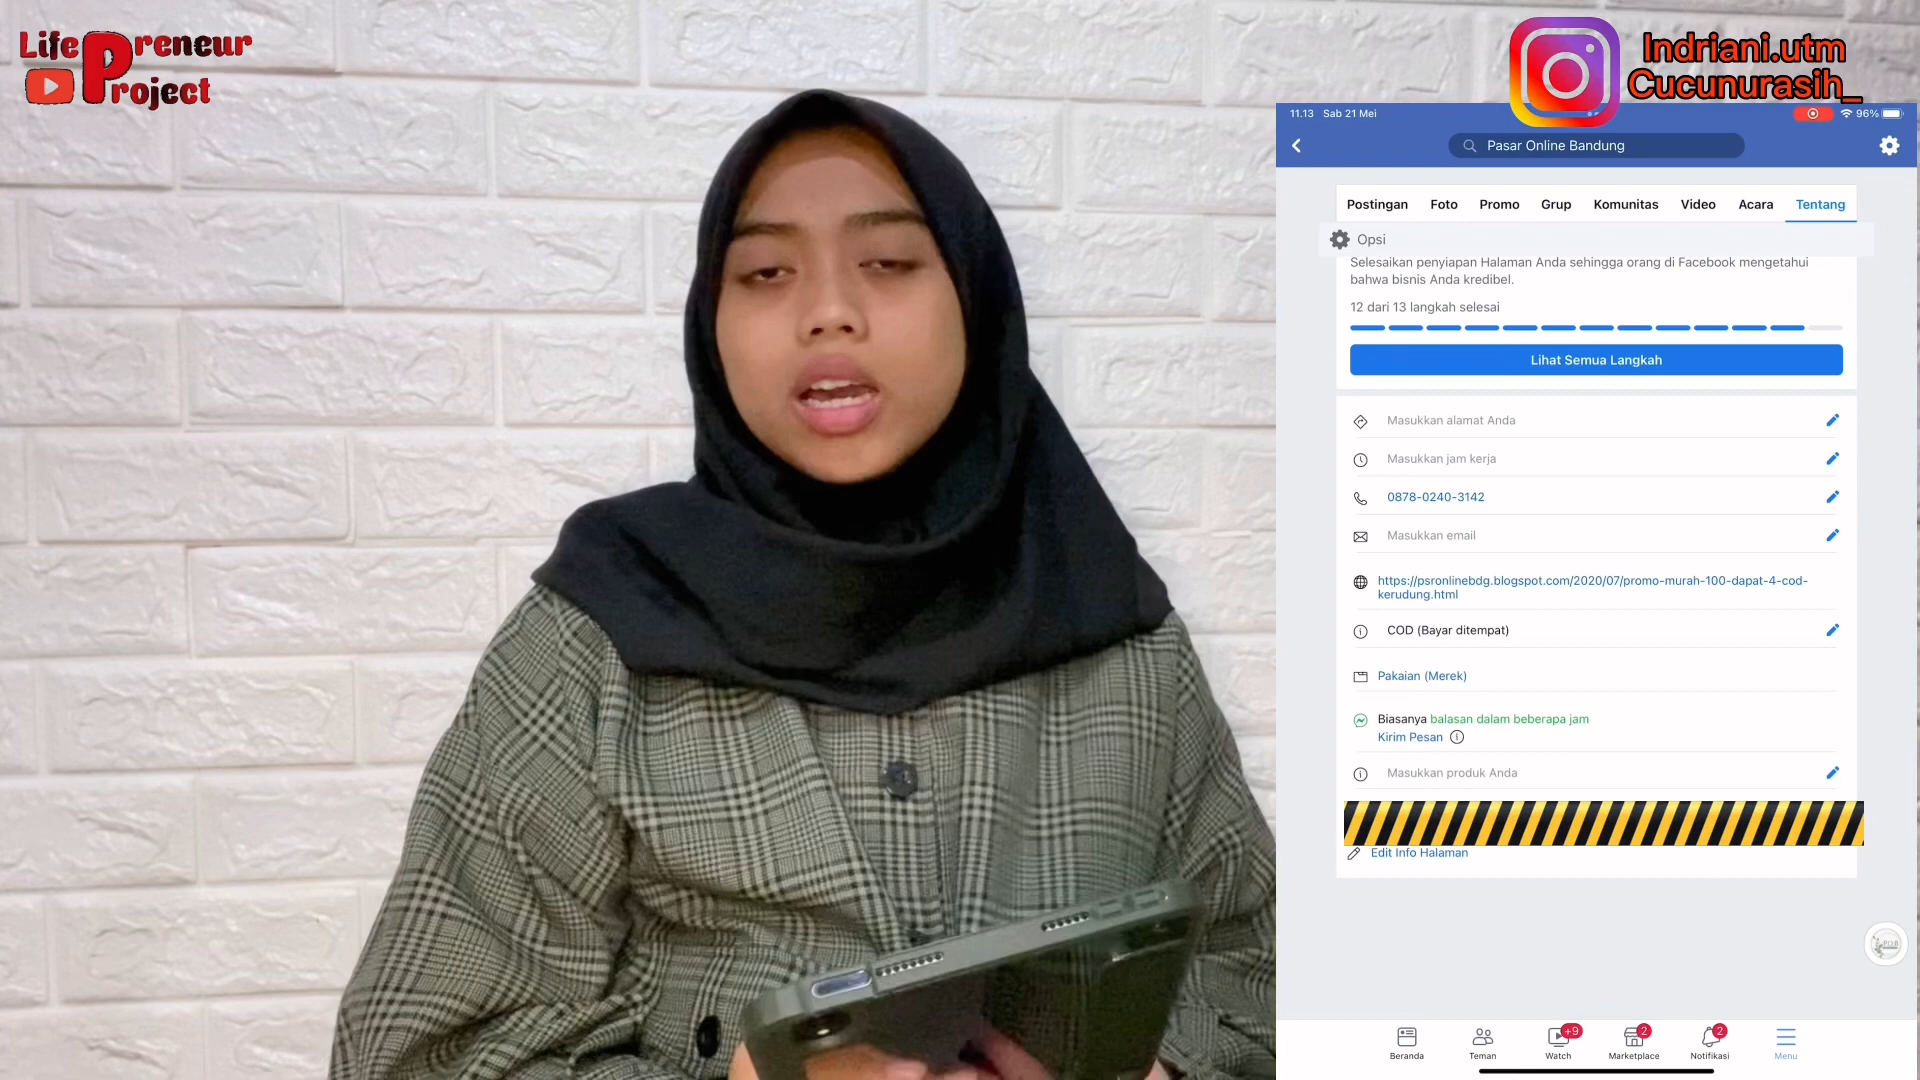 Life Preneur
Project
Indriani.utm
Cucunurasih_
11.13 Sab 21 Mei
96%
Pasar Online Bandung
Postingan Foto Promo Grup Komunitas Video Acara Tentang
Opsi
Selesaikan penyiapan Halaman Anda sehingga orang di Facebook mengetahui
bahwa bisnis Anda kredibel.
12 dari 13 langkah selesai
Lihat Semua Langkah
Masukkan alamat Anda
Masukkan jam kerja
0878-0240-3142
Masukkan email
https://psronlinebdg.blogspot.com/2020/07/promo-murah-100-dapat-4-cod-
kerudung.html
COD (Bayar ditempat)
Pakaian (Merek)
Biasanya balasan dalam beberapa jam
Kirim Pesan
Masukkan produk Anda
Edit Info Halaman
POB
+9 2 2
Beranda Teman Watch Marketplace Notifikasi Menu